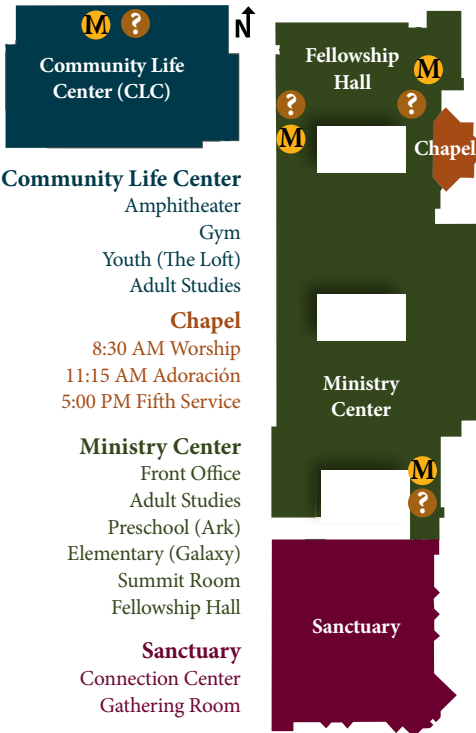 M ?
N
Community Life
Center (CLC)
Fellowship
Hall
M
? ?
M
Chapel
Community Life Center
Amphitheater
Gym
Youth (The Loft)
Adult Studies
Chapel
8:30 AM Worship
11:15 AM Adoración
5:00 PM Fifth Service
Ministry
Center
Ministry Center
Front Office
Adult Studies
Preschool (Ark)
Elementary (Galaxy)
Summit Room
Fellowship Hall
M
?
Sanctuary
Sanctuary
Connection Center
Gathering Room